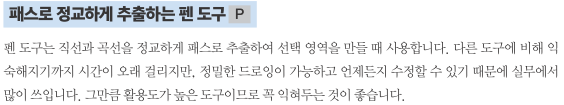 패스로 정교하게 추출하는 펜 도구 P
펜 도구는 직선과 곡선을 정교하게 패스로 추출하여 선택 영역을 만들 때 사용합니다. 다른 도구에 비해 익
숙해지기까지 시간이 오래 걸리지만, 정밀한 드로잉이 가능하고 언제든지 수정할 수 있기 때문에 실무에서
많이 쓰입니다. 그만큼 활용도가 높은 도구이므로 꼭 익혀두는 것이 좋습니다.